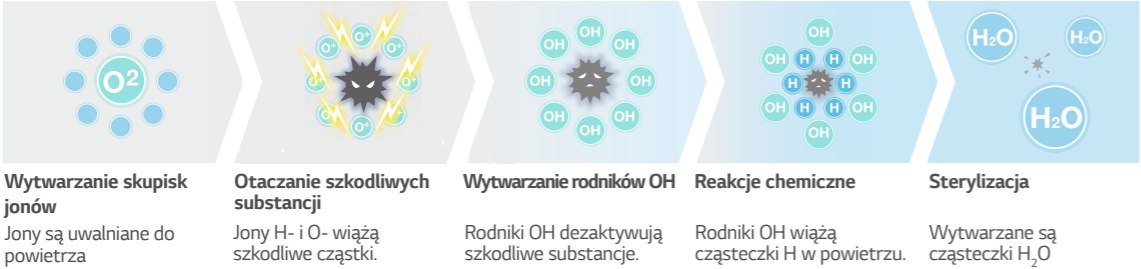 O²
O⁺ O⁺ O⁺ O⁺ O⁺ O⁺ O⁺ O⁺
OH OH OH OH OH OH OH OH
OH OH OH OH OH OH H H H H H H
H₂O H₂O H₂O
Wytwarzanie skupisk
jonów
Jony są uwalniane do
powietrza
Otaczanie szkodliwych
substancji
Jony H- i O- wiążą
szkodliwe cząstki.
Wytwarzanie rodników OH
Rodniki OH dezaktywują
szkodliwe substancje.
Reakcje chemiczne
Rodniki OH wiążą
cząsteczki H w powietrzu.
Sterylizacja
Wytwarzane są
cząsteczki H₂O